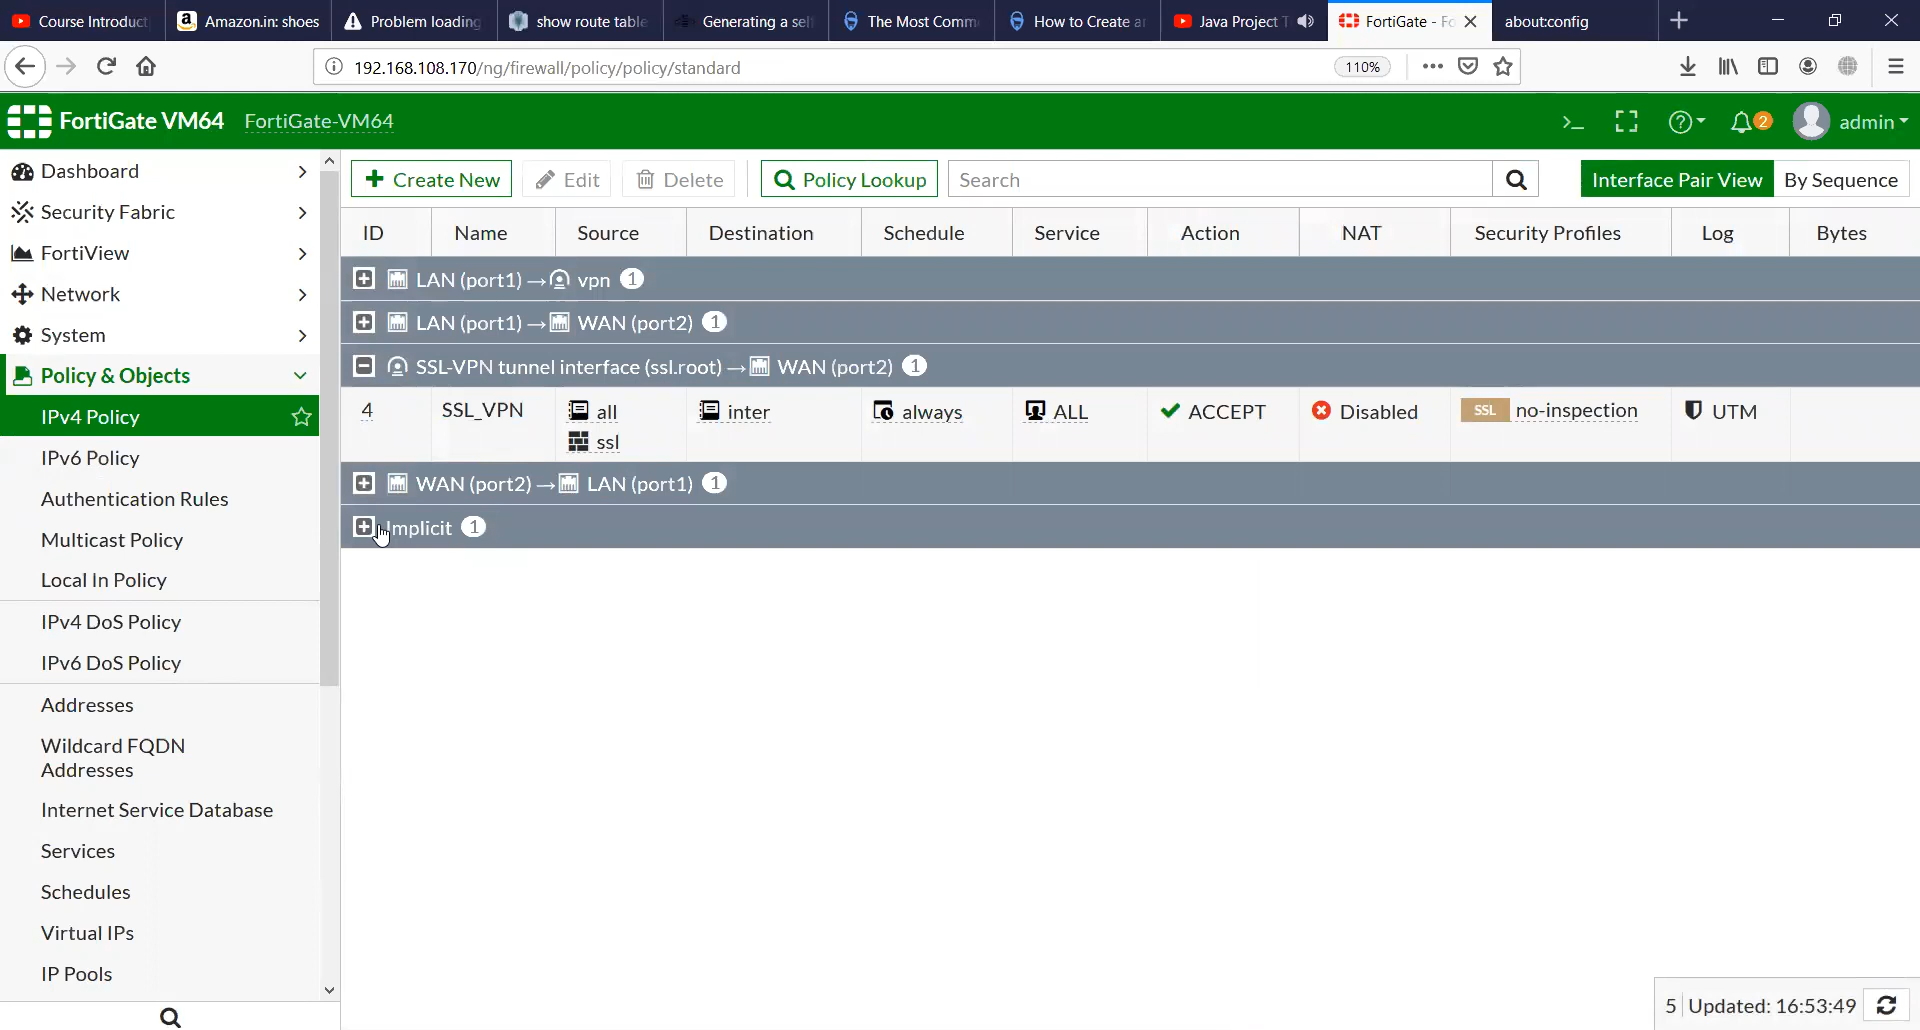 Course Introduct
Amazon.in: shoes
Problem loading
show route table
Generating a sel
The Most Comm
How to Create a
Java Project T
FortiGate - Fo
about:config
192.168.108.170/ng/firewall/policy/policy/standard
110%
FortiGate VM64
FortiGate-VM64
2
admin
Dashboard
Security Fabric
FortiView
Network
System
Policy & Objects
IPv4 Policy
IPv6 Policy
Authentication Rules
Multicast Policy
Local In Policy
IPv4 DoS Policy
IPv6 DoS Policy
Addresses
Wildcard FQDN
Addresses
Internet Service Database
Services
Schedules
Virtual IPs
IP Pools
Create New
Edit
Delete
Policy Lookup
Search
Interface Pair View
By Sequence
ID Name Source Destination Schedule Service Action NAT Security Profiles Log Bytes
LAN (port1) → vpn 1
LAN (port1) → WAN (port2) 1
SSL-VPN tunnel interface (ssl.root) → WAN (port2) 1
4 SSL_VPN all inter always ALL ACCEPT Disabled SSL no-inspection UTM
ssl
WAN (port2) → LAN (port1) 1
Implicit 1
5 Updated: 16:53:49